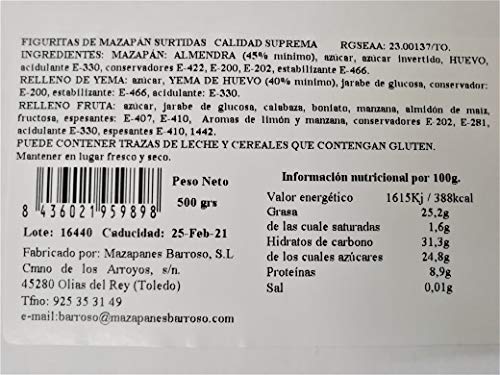 FIGURITAS DE MAZAPÁN SURTIDAS CALIDAD SUPREMA RGSEAA: 23.00137/TO.
INGREDIENTES: MAZAPÁN: ALMENDRA (45% mínimo), azúcar, azúcar invertido, HUEVO,
acidulante E-330, conservadores E-422, E-200, E-202, estabilizante E-466.
RELLENO DE YEMA: azúcar, YEMA DE HUEVO (40% mínimo), jarabe de glucosa, conservador:
E-200, estabilizante: E-466, acidulante: E-330.
RELLENO FRUTA: azúcar, jarabe de glucosa, calabaza, boniato, manzana, almidón de maíz,
fructosa, espesantes: E-407, E-410, Aromas de limón y manzana, conservadores E 202, E-281,
acidulante E-330, espesantes E-410, 1442.
PUEDE CONTENER TRAZAS DE LECHE Y CEREALES QUE CONTENGAN GLUTEN.
Mantener en lugar fresco y seco.
Peso Neto
500 grs
8 436021 959898
Lote: 16440 Caducidad: 25-Feb-21
Fabricado por: Mazapanes Barroso, S.L
Cmno de los Arroyos, s/n.
45280 Olias del Rey (Toledo)
Tfno: 925 35 31 49
e-mail:barroso@mazapanesbarroso.com
Información nutricional por 100g.
Valor energético 1615Kj / 388kcal
Grasa 25,2g
de las cuale saturadas 1,6g
Hidratos de carbono 31,3g
de los cuales azúcares 24,8g
Proteínas 8,9g
Sal 0,01g